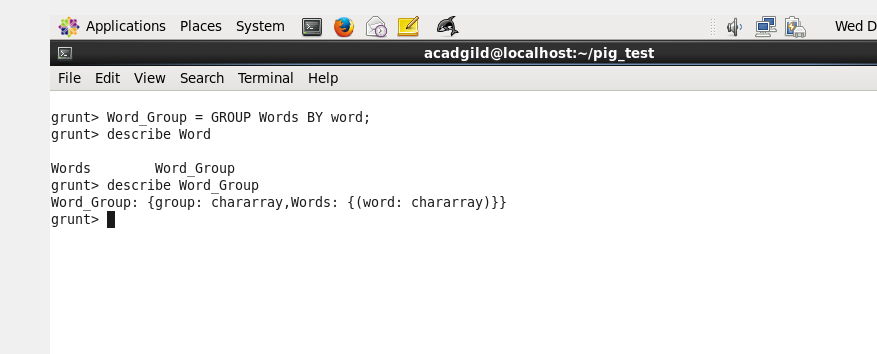 Applications Places System Wed D
acadgild@localhost:~/pig_test
File Edit View Search Terminal Help
grunt> Word_Group = GROUP Words BY word;
grunt> describe Word
Words        Word_Group
grunt> describe Word_Group
Word_Group: {group: chararray,Words: {(word: chararray)}}
grunt>